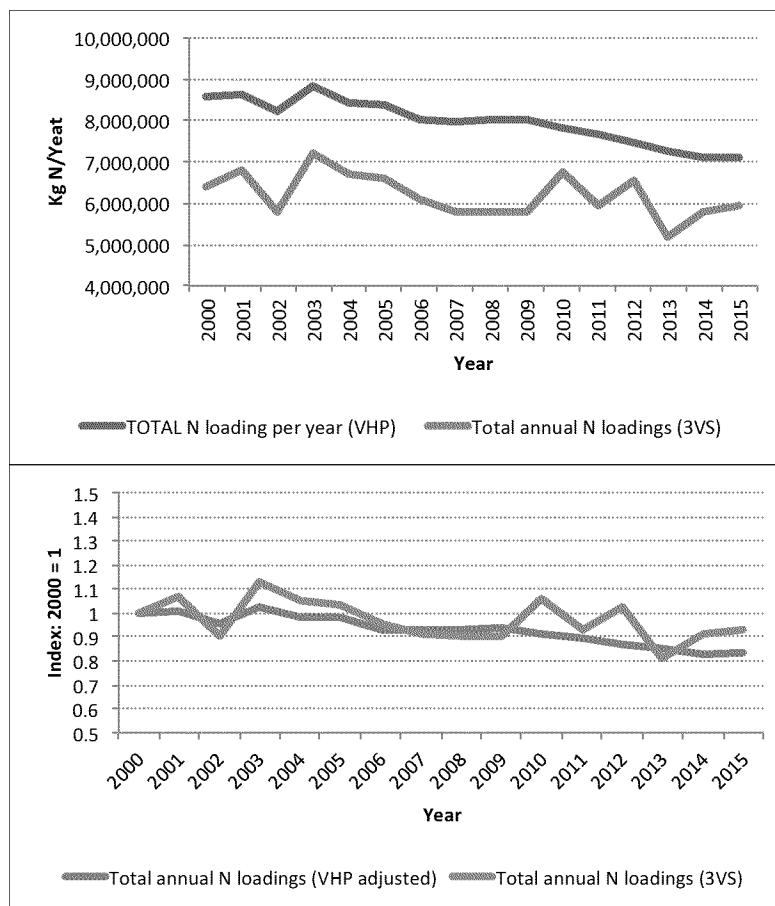 10,000,000
9,000,000
8,000,000
7,000,000
6,000,000
5,000,000
4,000,000
Kg N/Yeat
2000 2001 2002 2003 2004 2005 2006 2007 2008 2009 2010 2011 2012 2013 2014 2015
Year
TOTAL N loading per year (VHP) Total annual N loadings (3VS)
1.5
1.4
1.3
1.2
1.1
1
0.9
0.8
0.7
0.6
0.5
Index: 2000 = 1
2000 2001 2002 2003 2004 2005 2006 2007 2008 2009 2010 2011 2012 2013 2014 2015
Year
Total annual N loadings (VHP adjusted) Total annual N loadings (3VS)